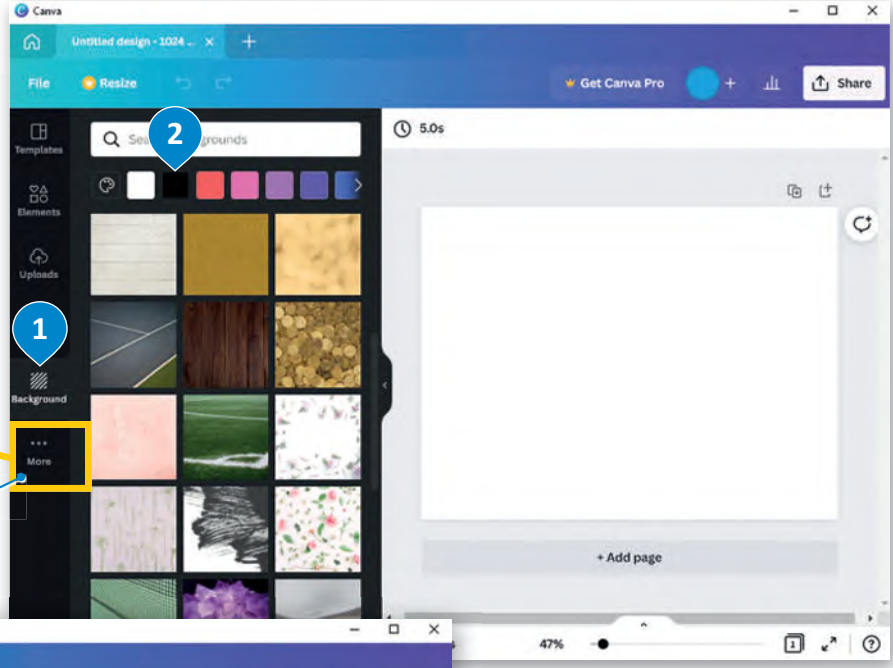 Canva
Untitled design - 1024 ...
File
Resize
Get Canva Pro
Share
Templates
2
5.0s
Elements
Uploads
1
Background
More
+ Add page
47%
1